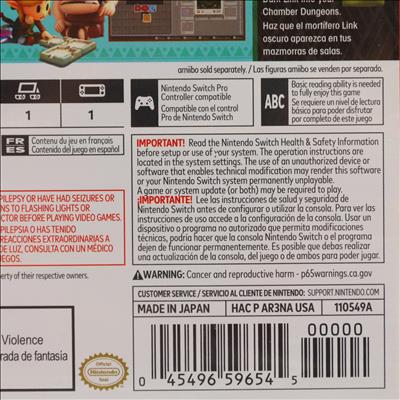 Dark Link into your
Chamber Dungeons.
Haz que el mortífero Link
oscuro aparezca en tus
mazmorras de salas.
amiibo sold separately. / Las figuras amiibo se venden por separado.
1
1
Nintendo Switch Pro
Controller compatible
Compatible con el control
Pro de Nintendo Switch
ABC
Basic reading ability is needed
to fully enjoy this game
Se requiere un nivel de lectura
básico para poder disfrutar
por completo de este juego
FR
ES
Contenu du jeu en français
Contenido del juego en español
IMPORTANT! Read the Nintendo Switch Health & Safety Information
before setup or use of your system. The operation instructions are
located in the system settings. The use of an unauthorized device or
software that enables technical modification may render this software
or your Nintendo Switch system permanently unplayable.
A game or system update (or both) may be required to play.
¡IMPORTANTE! Lee las instrucciones de salud y seguridad de
Nintendo Switch antes de configurar o utilizar la consola. Para ver las
instrucciones de uso accede a la configuración de la consola. Usar un
dispositivo o programa no autorizado que permita modificaciones
técnicas, podría hacer que la consola Nintendo Switch o el programa
dejen de funcionar permanentemente. Es posible que debas realizar
una actualización de la consola, del juego o de ambos para poder jugar.
EPILEPSY OR HAVE HAD SEIZURES OR
NS TO FLASHING LIGHTS OR
CTOR BEFORE PLAYING VIDEO GAMES.
EPILEPSIA O HAS TENIDO
REACCIONES EXTRAORDINARIAS A
DE LUZ, CONSULTA CON UN MÉDICO
UEGOS.
perty of their respective owners.
WARNING: Cancer and reproductive harm - p65warnings.ca.gov
CUSTOMER SERVICE / SERVICIO AL CLIENTE DE NINTENDO: SUPPORT.NINTENDO.COM
MADE IN JAPAN
HAC P AR3NA USA
110549A
Violence
rada de fantasía
Official
Nintendo
Seal
00000
0 45496 59654 5